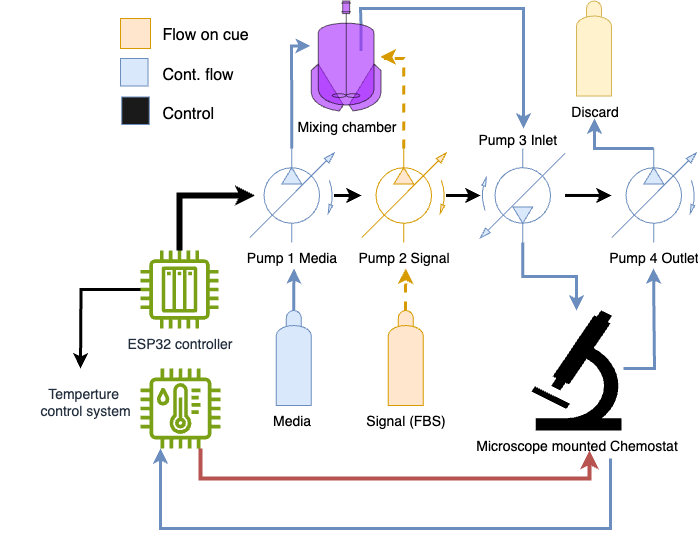 Flow on cue
Cont. flow
Control
Mixing chamber
Discard
Pump 3 Inlet
Pump 1 Media
Pump 2 Signal
Pump 4 Outlet
ESP32 controller
Temperture
control system
Media
Signal (FBS)
Microscope mounted Chemostat